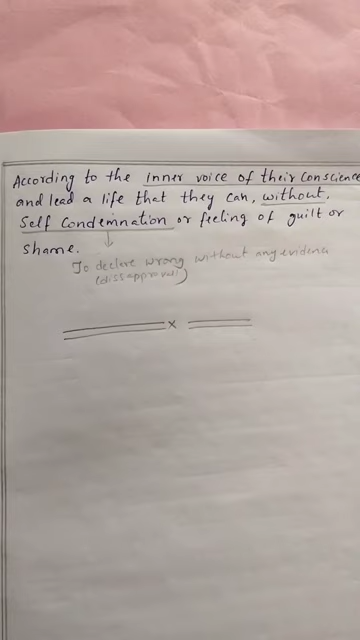 According to the inner voice of their Conscience
and lead a life that they can, without,
Self Condemnation or feeling of guilt or
shame.
To declare wrong without any evidence
(dissapproval)
x